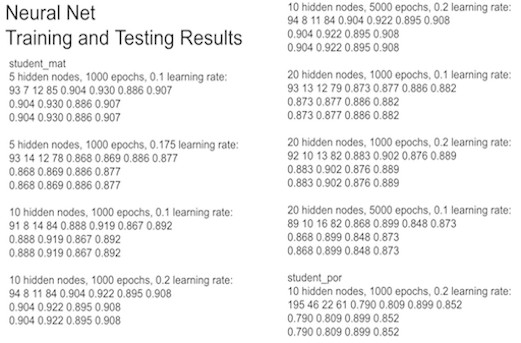 Neural Net
Training and Testing Results
student_mat
5 hidden nodes, 1000 epochs, 0.1 learning rate:
93 7 12 85 0.904 0.930 0.886 0.907
0.904 0.930 0.886 0.907
0.904 0.930 0.886 0.907
5 hidden nodes, 1000 epochs, 0.175 learning rate:
93 14 12 78 0.868 0.869 0.886 0.877
0.868 0.869 0.886 0.877
0.868 0.869 0.886 0.877
10 hidden nodes, 1000 epochs, 0.1 learning rate:
91 8 14 84 0.888 0.919 0.867 0.892
0.888 0.919 0.867 0.892
0.888 0.919 0.867 0.892
10 hidden nodes, 1000 epochs, 0.2 learning rate:
94 8 11 84 0.904 0.922 0.895 0.908
0.904 0.922 0.895 0.908
0.904 0.922 0.895 0.908
10 hidden nodes, 5000 epochs, 0.2 learning rate:
94 8 11 84 0.904 0.922 0.895 0.908
0.904 0.922 0.895 0.908
0.904 0.922 0.895 0.908
20 hidden nodes, 1000 epochs, 0.1 learning rate:
93 13 12 79 0.873 0.877 0.886 0.882
0.873 0.877 0.886 0.882
0.873 0.877 0.886 0.882
20 hidden nodes, 1000 epochs, 0.2 learning rate:
92 10 13 82 0.883 0.902 0.876 0.889
0.883 0.902 0.876 0.889
0.883 0.902 0.876 0.889
20 hidden nodes, 5000 epochs, 0.1 learning rate:
89 10 16 82 0.868 0.899 0.848 0.873
0.868 0.899 0.848 0.873
0.868 0.899 0.848 0.873
student_por
10 hidden nodes, 1000 epochs, 0.2 learning rate:
195 46 22 61 0.790 0.809 0.899 0.852
0.790 0.809 0.899 0.852
0.790 0.809 0.899 0.852